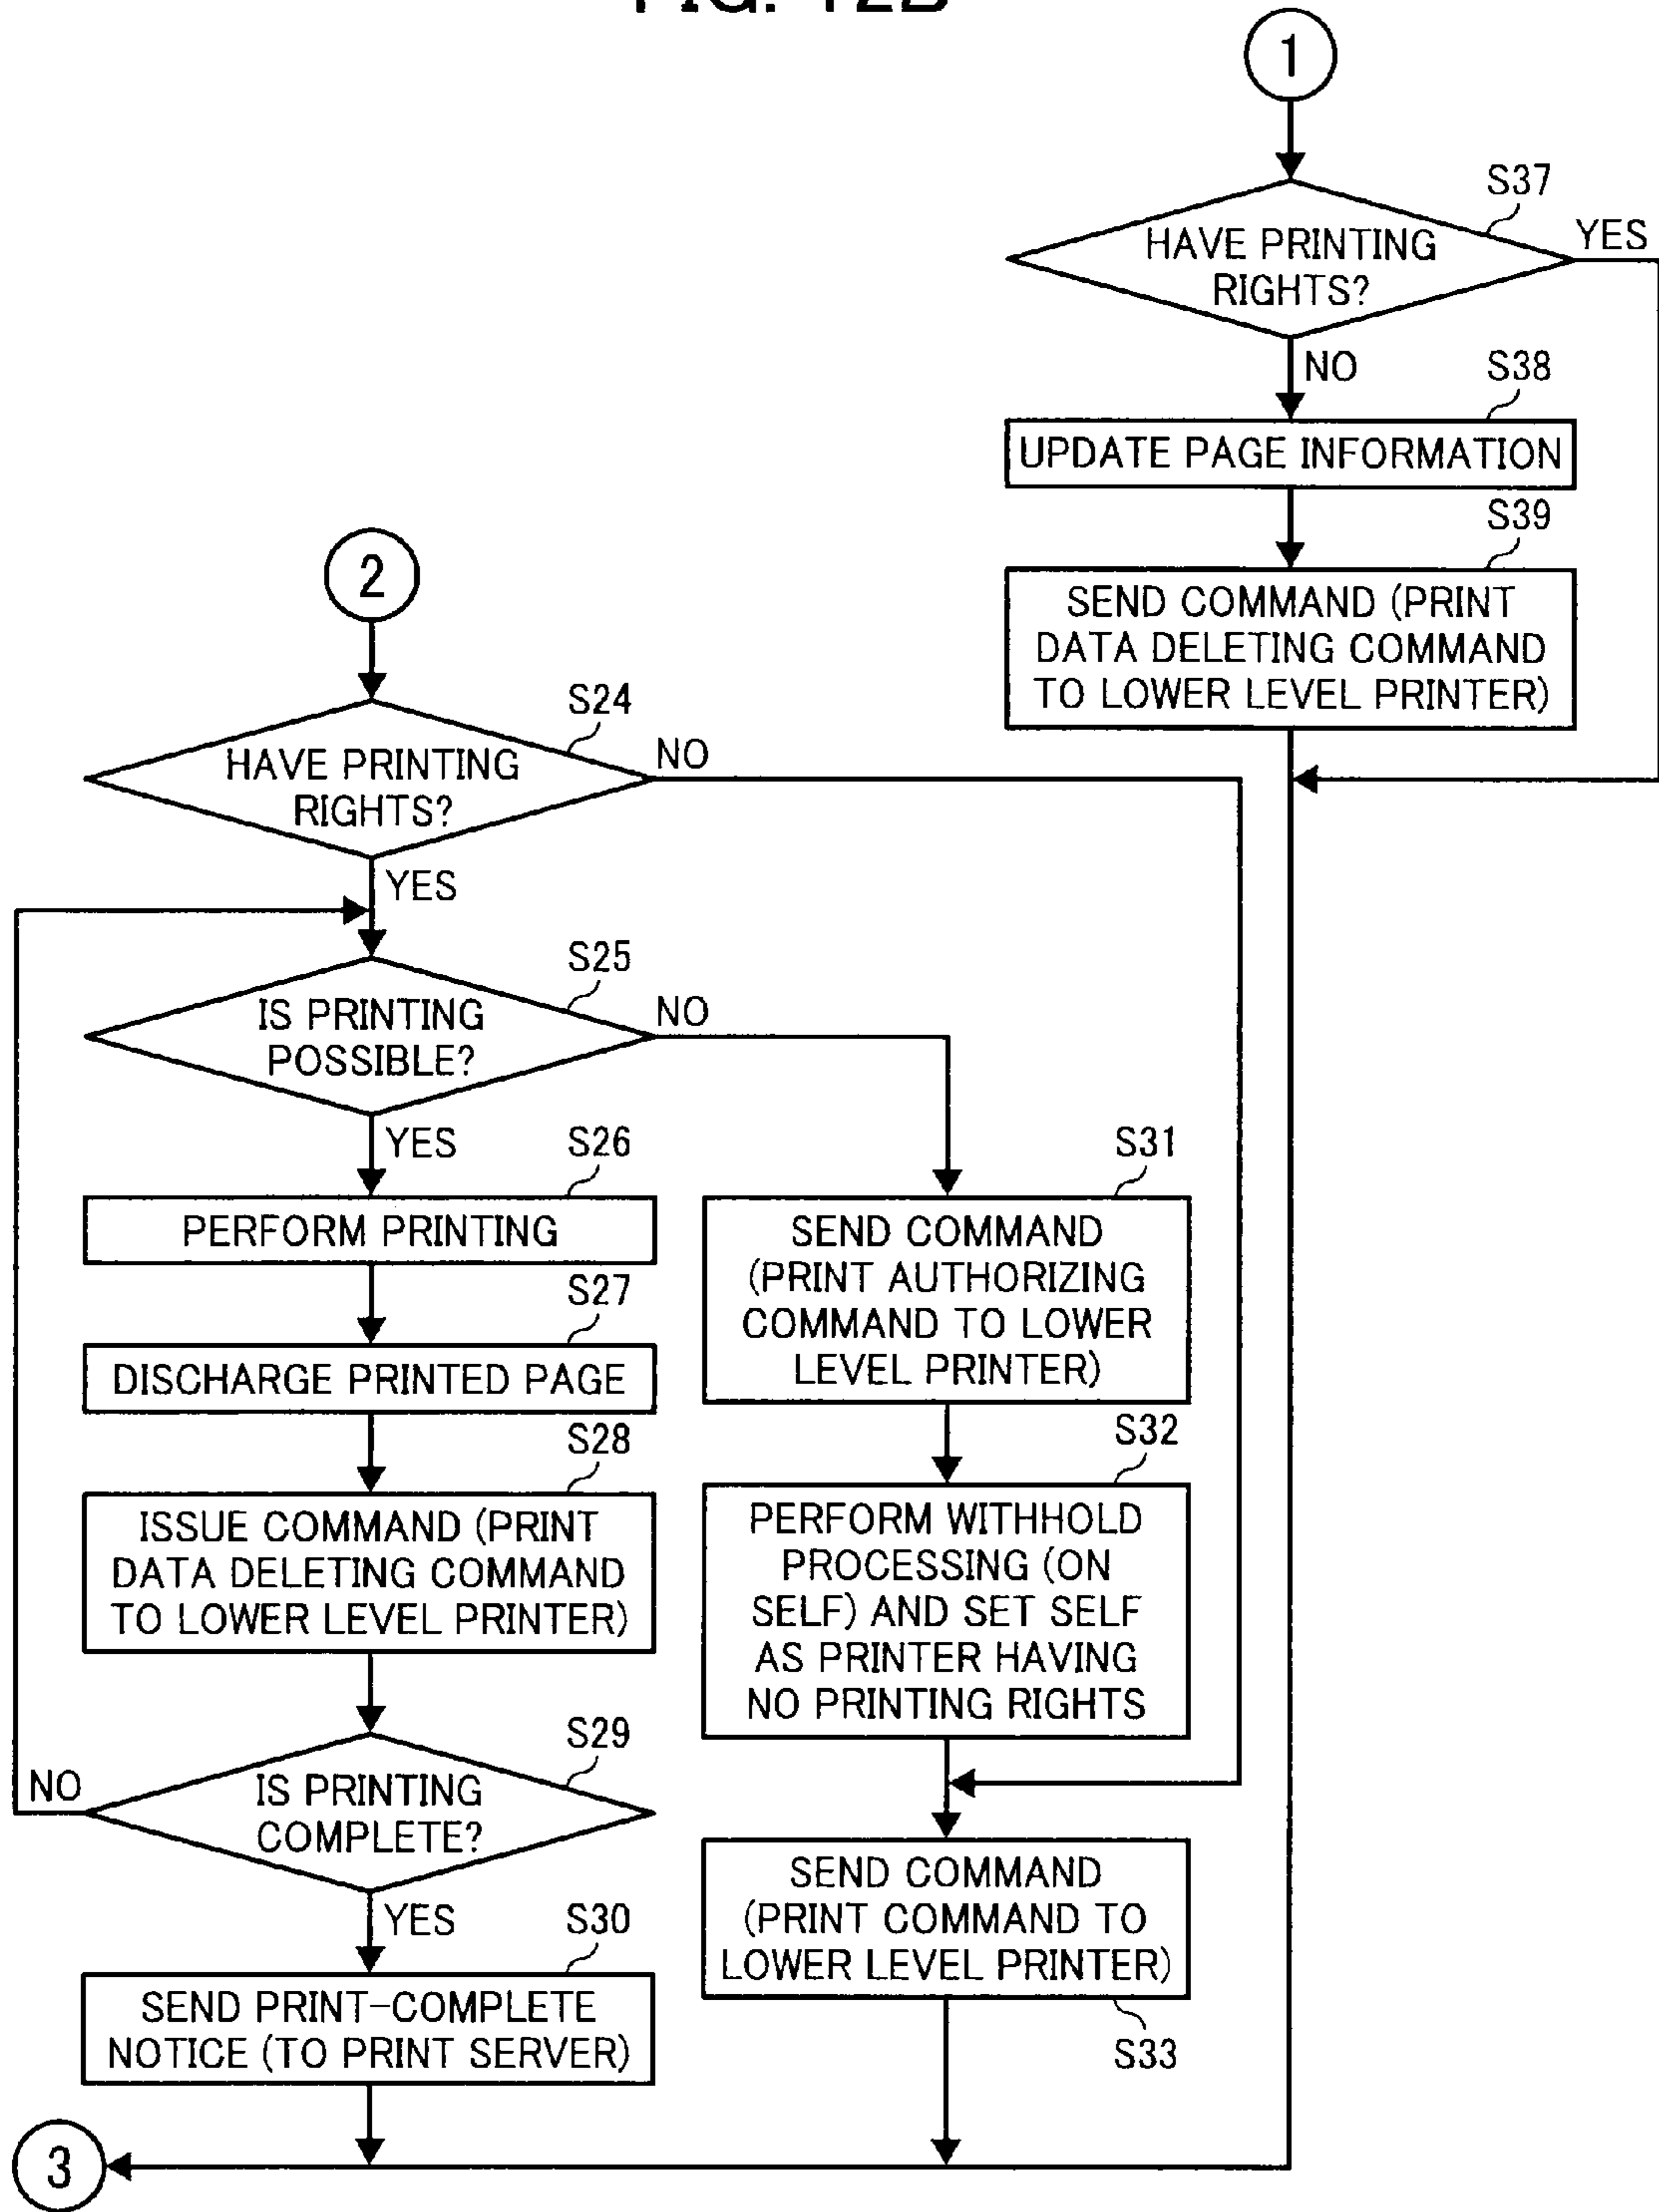 FIG. 12B
1
S37
HAVE PRINTING
RIGHTS?
YES
NO
S38
UPDATE PAGE INFORMATION
S39
SEND COMMAND (PRINT
DATA DELETING COMMAND
TO LOWER LEVEL PRINTER)
2
S24
HAVE PRINTING
RIGHTS?
NO
YES
S25
IS PRINTING
POSSIBLE?
NO
YES
S26
PERFORM PRINTING
S27
DISCHARGE PRINTED PAGE
S28
ISSUE COMMAND (PRINT
DATA DELETING COMMAND
TO LOWER LEVEL PRINTER)
S29
IS PRINTING
COMPLETE?
NO
YES
S30
SEND PRINT-COMPLETE
NOTICE (TO PRINT SERVER)
S31
SEND COMMAND
(PRINT AUTHORIZING
COMMAND TO LOWER
LEVEL PRINTER)
S32
PERFORM WITHHOLD
PROCESSING (ON
SELF) AND SET SELF
AS PRINTER HAVING
NO PRINTING RIGHTS
SEND COMMAND
(PRINT COMMAND TO
LOWER LEVEL PRINTER)
S33
3